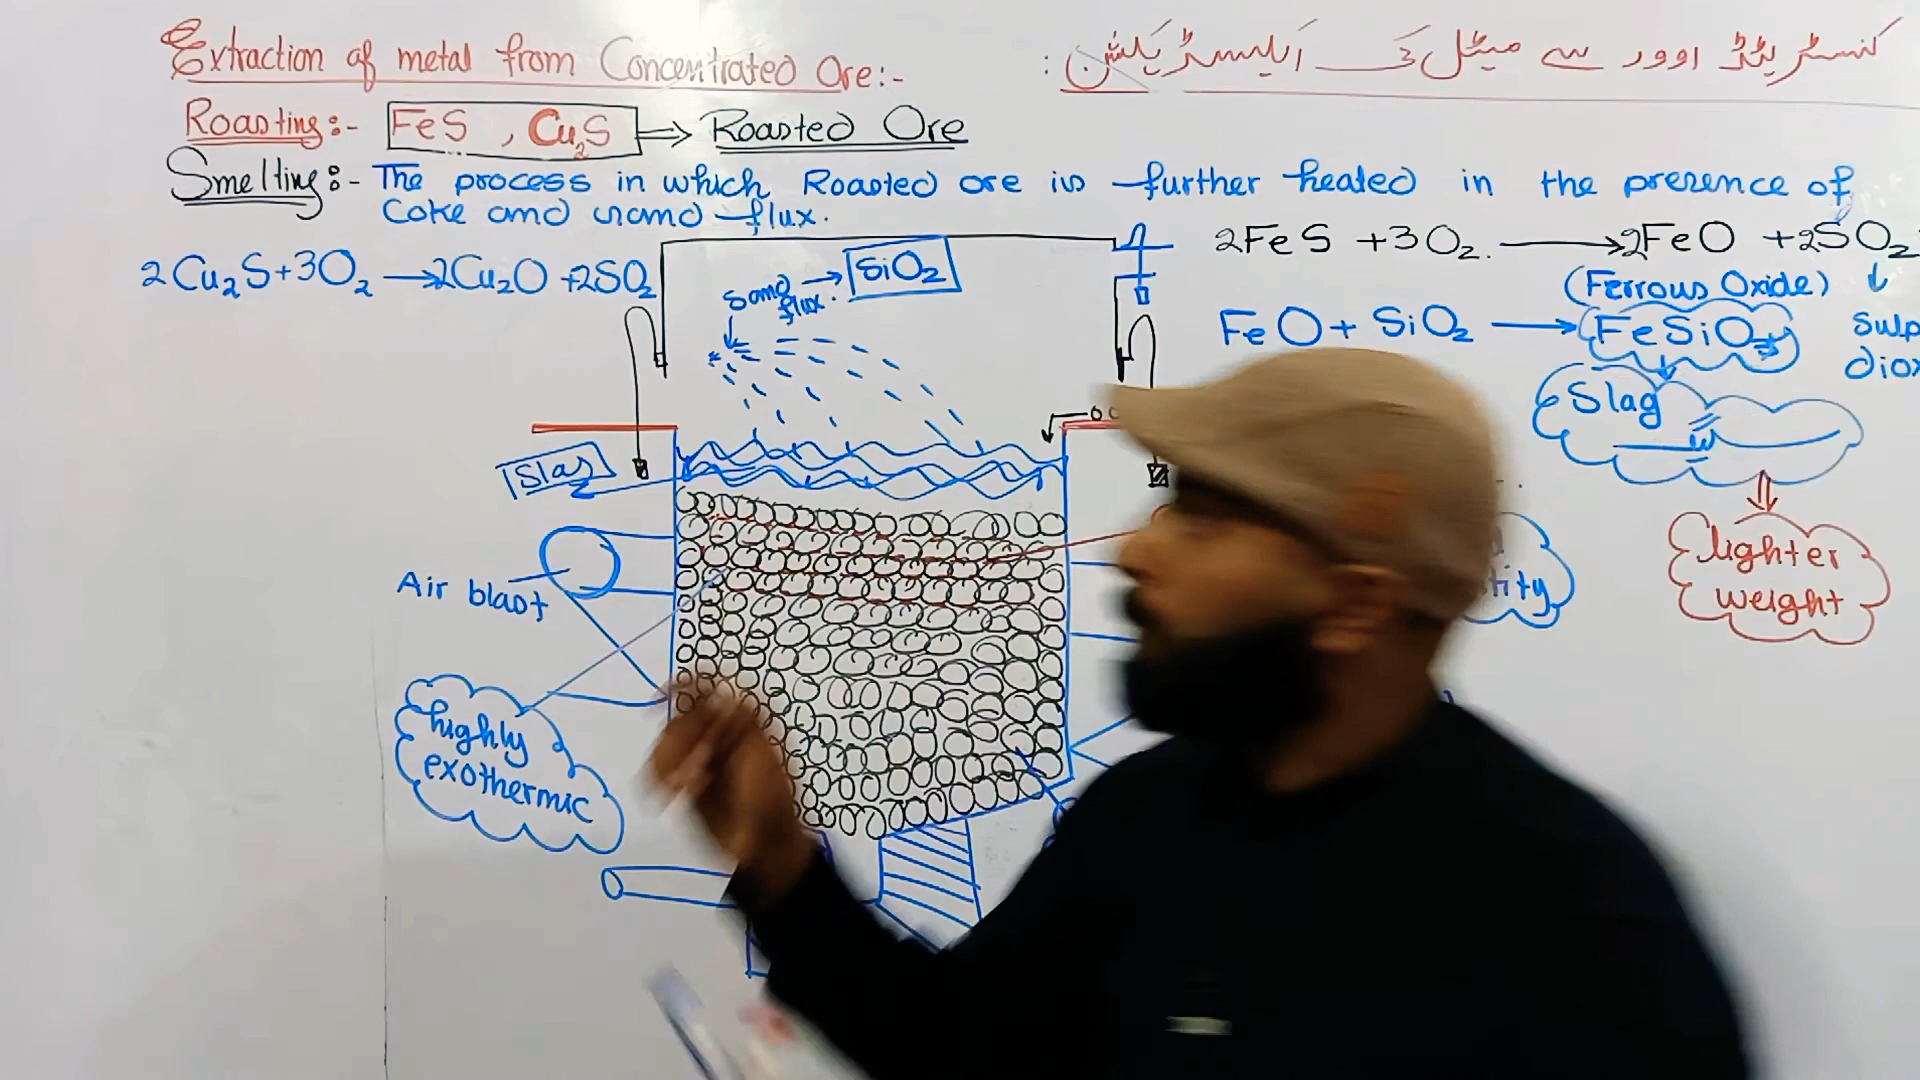 Extraction of metal from Concentrated Ore:-
کنسنٹریٹڈ اوور سے میٹل کی ایکسٹریکشن:
Roasting:- FeS , Cu₂S ⟹ Roasted Ore
Smelting:- The process in which Roasted ore is further heated in the presence of
Coke and sand flux.
2Cu₂S+3O₂ ⟶2Cu₂O +2SO₂
sand flux. → SiO₂
2FeS +3O₂. ⟶2FeO +2SO₂
(Ferrous Oxide)
FeO+ SiO₂ ⟶ FeSiO₃
Slag
Slag
Air blast
highly
exothermic
lighter
weight